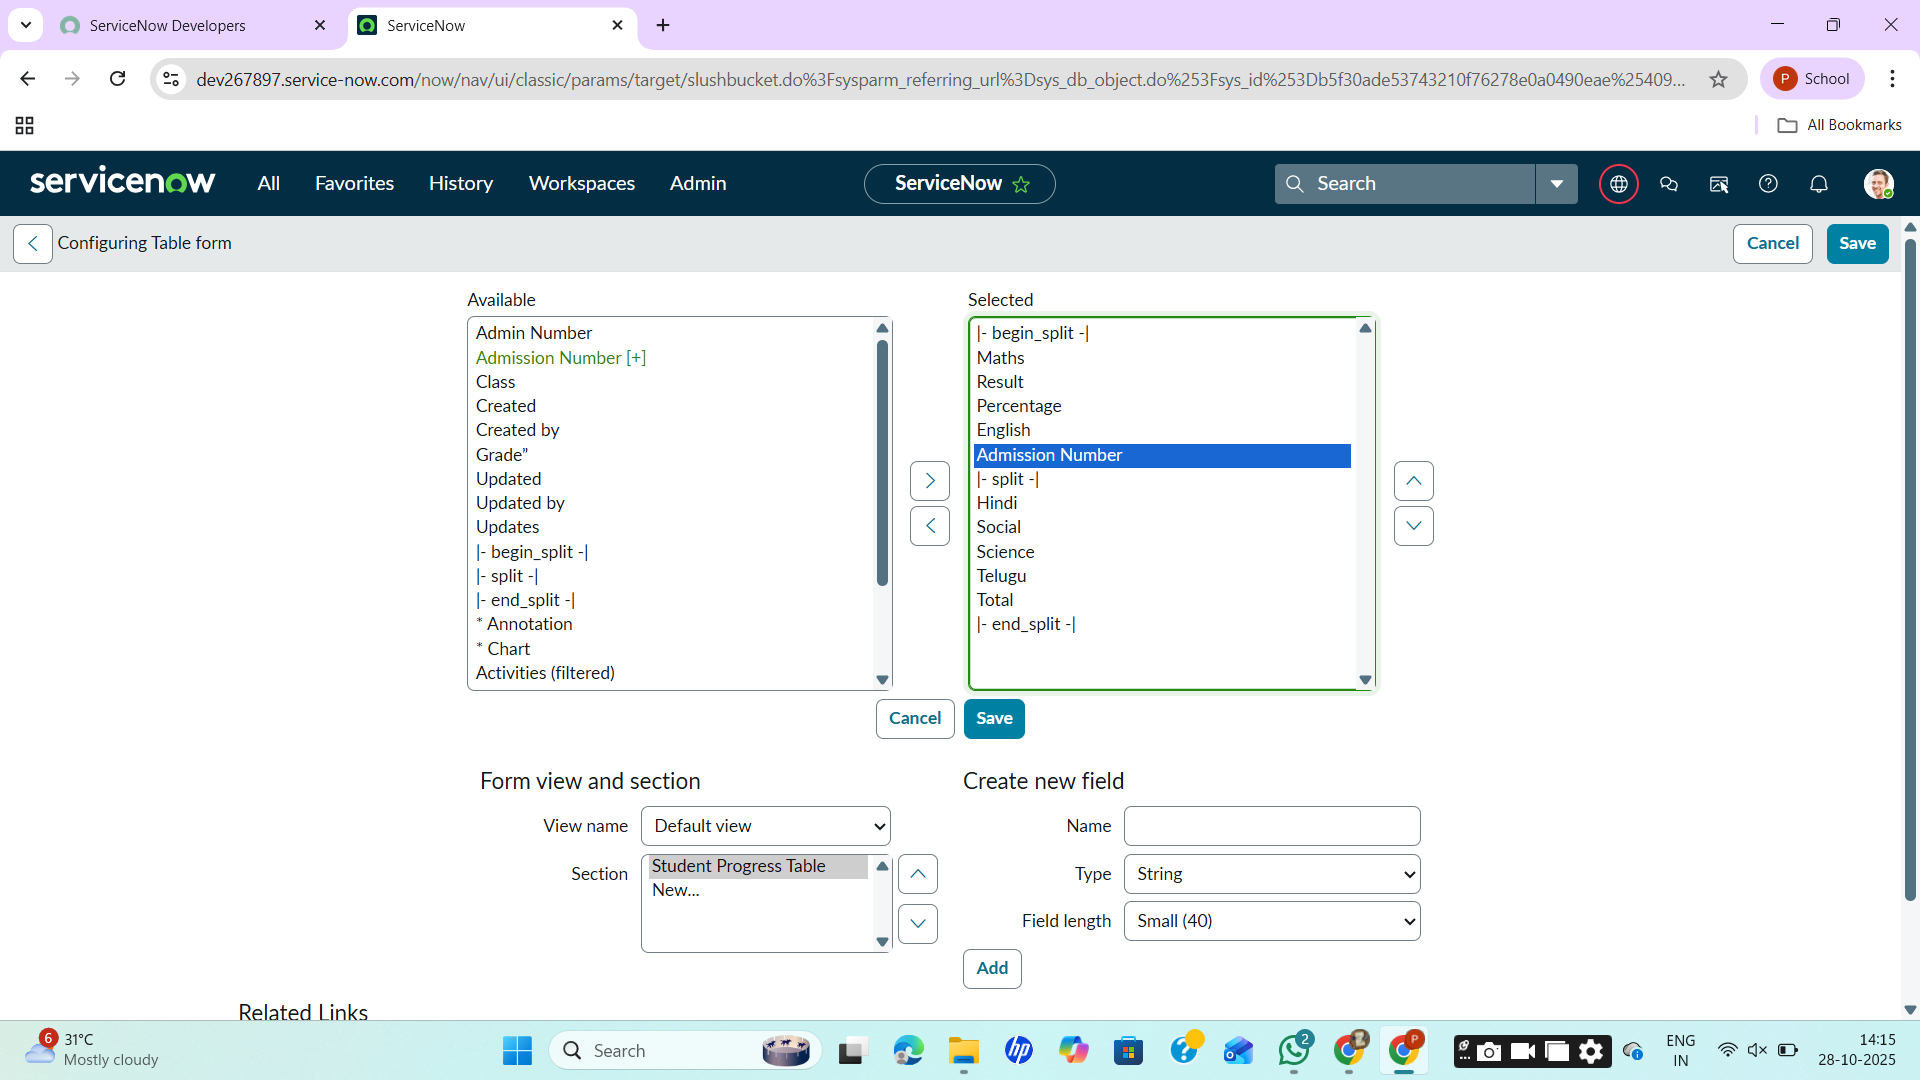 ServiceNow Developers
ServiceNow
dev267897.service-now.com/now/nav/ui/classic/params/target/slushbucket.do%3Fsysparm_referring_url%3Dsys_db_object.do%253Fsys_id%253Db5f30ade53743210f76278e0a0490eae%25409...
P School
All Bookmarks
servicenow
All Favorites History Workspaces Admin
ServiceNow
Search
Configuring Table form
Cancel Save
Available
Admin Number
Admission Number [+]
Class
Created
Created by
Grade”
Updated
Updated by
Updates
|- begin_split -|
|- split -|
|- end_split -|
* Annotation
* Chart
Activities (filtered)
Selected
|- begin_split -|
Maths
Result
Percentage
English
Admission Number
|- split -|
Hindi
Social
Science
Telugu
Total
|- end_split -|
Cancel Save
Form view and section
View name Default view
Section Student Progress Table
New...
Create new field
Name
Type String
Field length Small (40)
Add
Related Links
6 31°C
Mostly cloudy
Search
hp
2
P
ENG
IN
14:15
28-10-2025